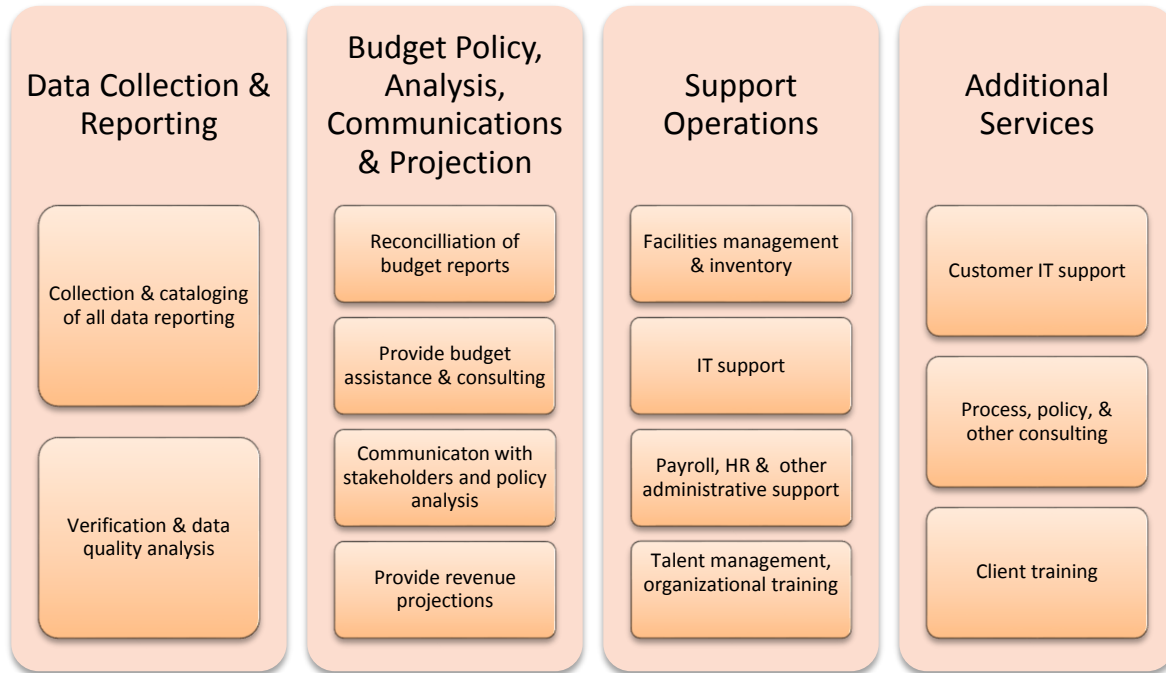 Data Collection &
Reporting
Collection & cataloging
of all data reporting
Verification & data
quality analysis
Budget Policy,
Analysis,
Communications
& Projection
Reconcilliation of
budget reports
Provide budget
assistance & consulting
Communicaton with
stakeholders and policy
analysis
Provide revenue
projections
Support
Operations
Facilities management
& inventory
IT support
Payroll, HR &  other
administrative support
Talent management,
organizational training
Additional
Services
Customer IT support
Process, policy, &
other consulting
Client training